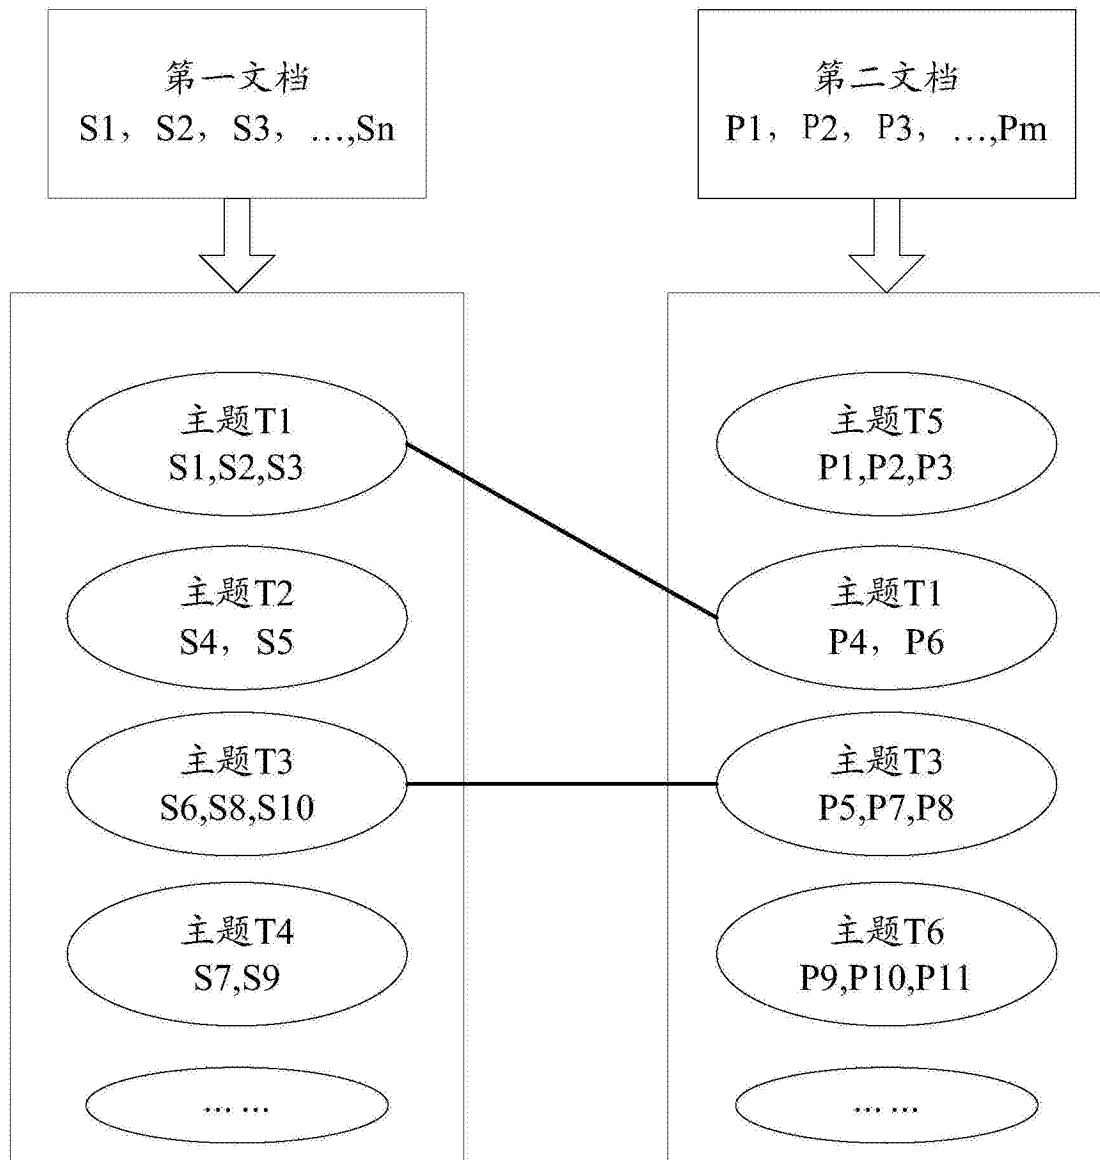 第一文档
S1，S2，S3，…,Sn
第二文档
P1，P2，P3，…,Pm
主题T1
S1,S2,S3
主题T2
S4，S5
主题T3
S6,S8,S10
主题T4
S7,S9
… …
主题T5
P1,P2,P3
主题T1
P4，P6
主题T3
P5,P7,P8
主题T6
P9,P10,P11
… …